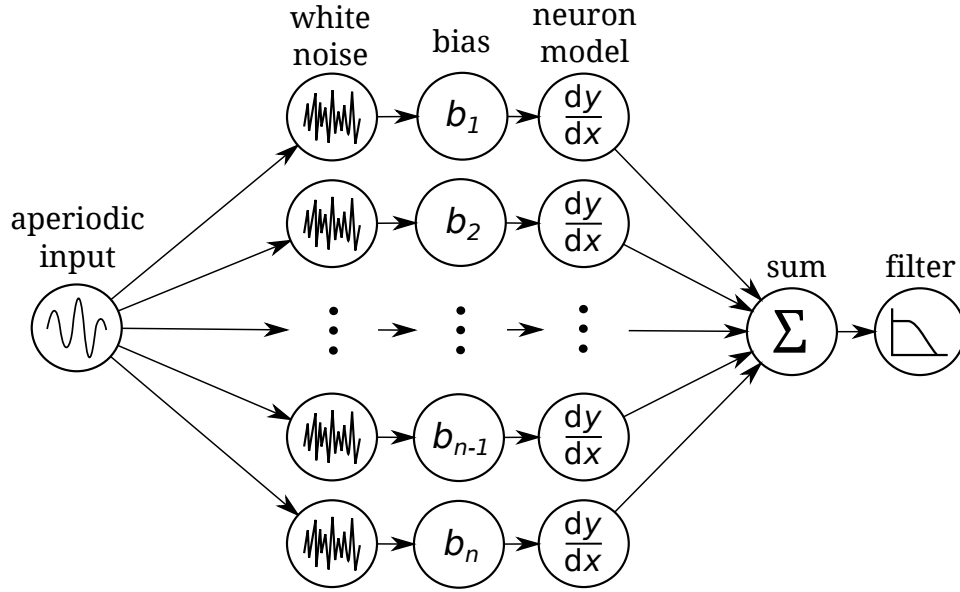 white
noise
bias
neuron
model
b1
dy
dx
aperiodic
input
b2
dy
dx
sum
filter
Σ
bn-1
dy
dx
bn
dy
dx